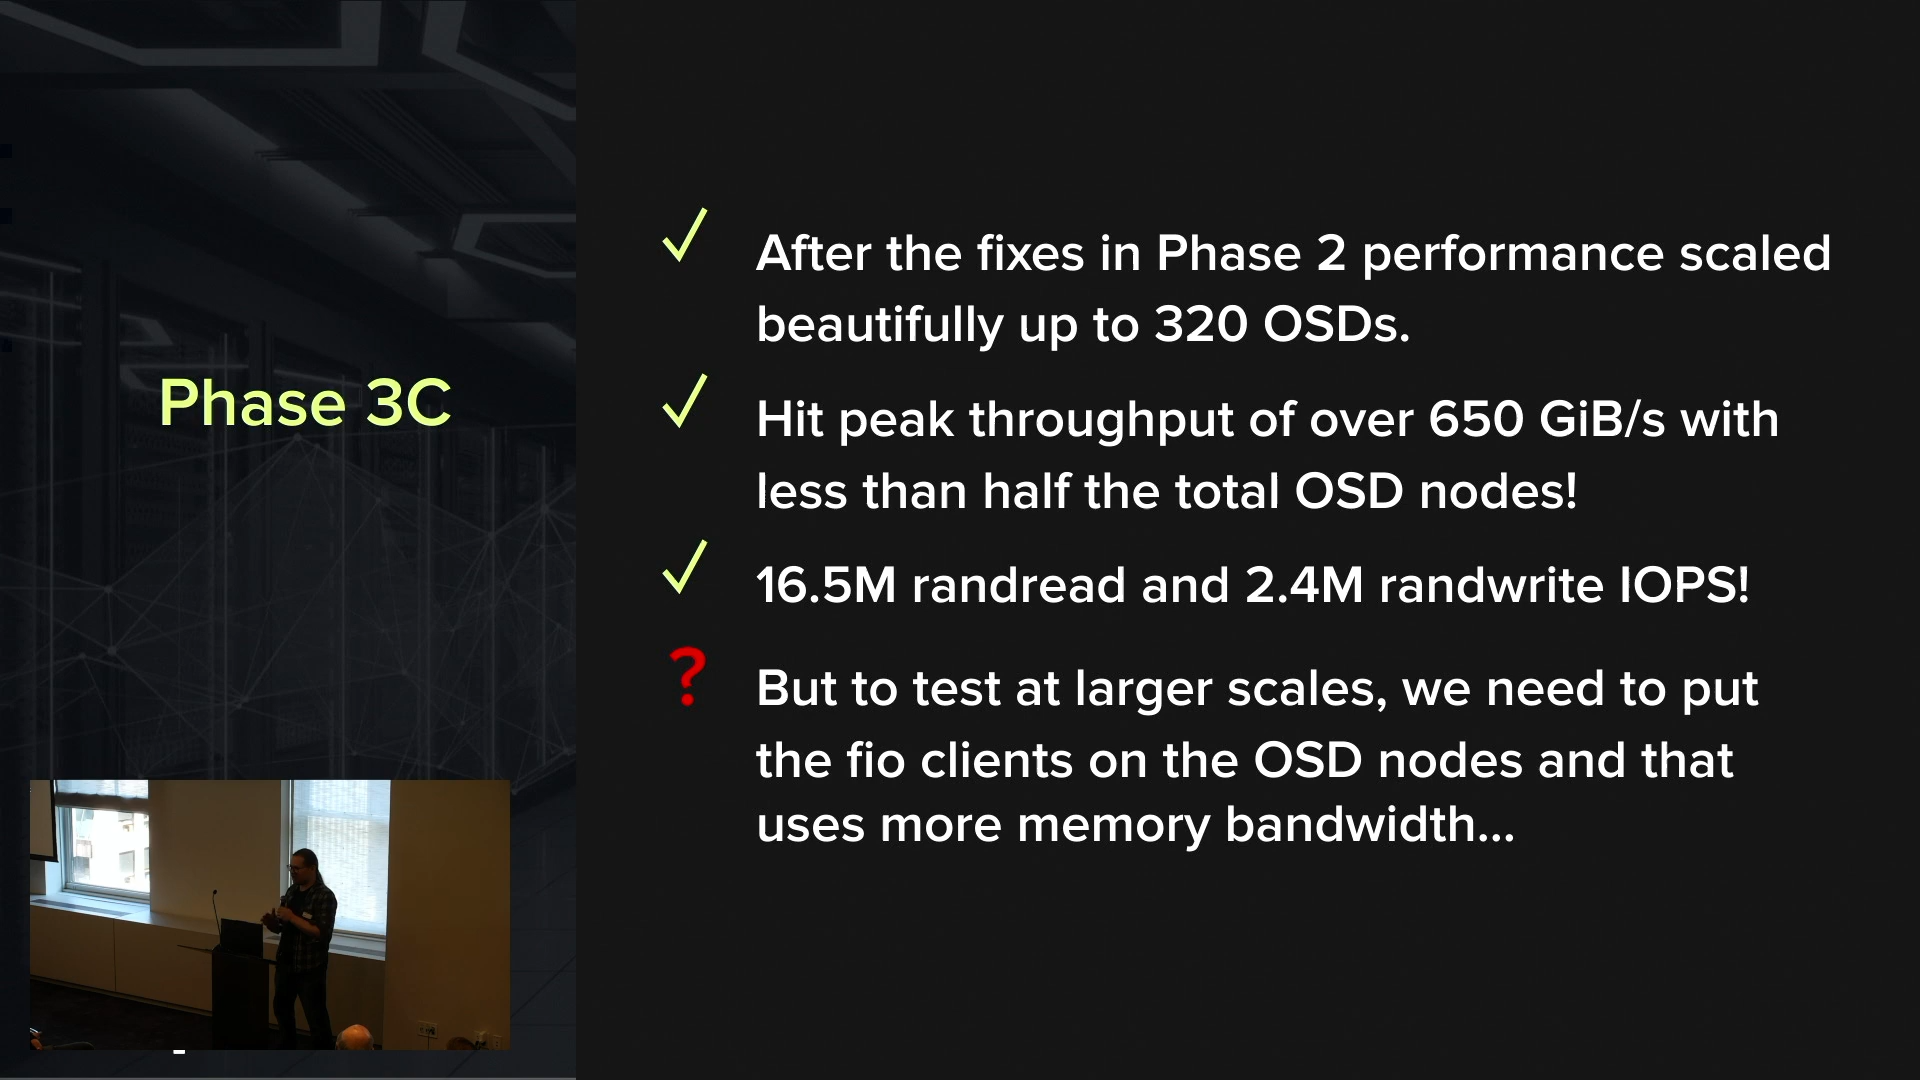 Phase 3C
After the fixes in Phase 2 performance scaled
beautifully up to 320 OSDs.
Hit peak throughput of over 650 GiB/s with
less than half the total OSD nodes!
16.5M randread and 2.4M randwrite IOPS!
?
But to test at larger scales, we need to put
the fio clients on the OSD nodes and that
uses more memory bandwidth...